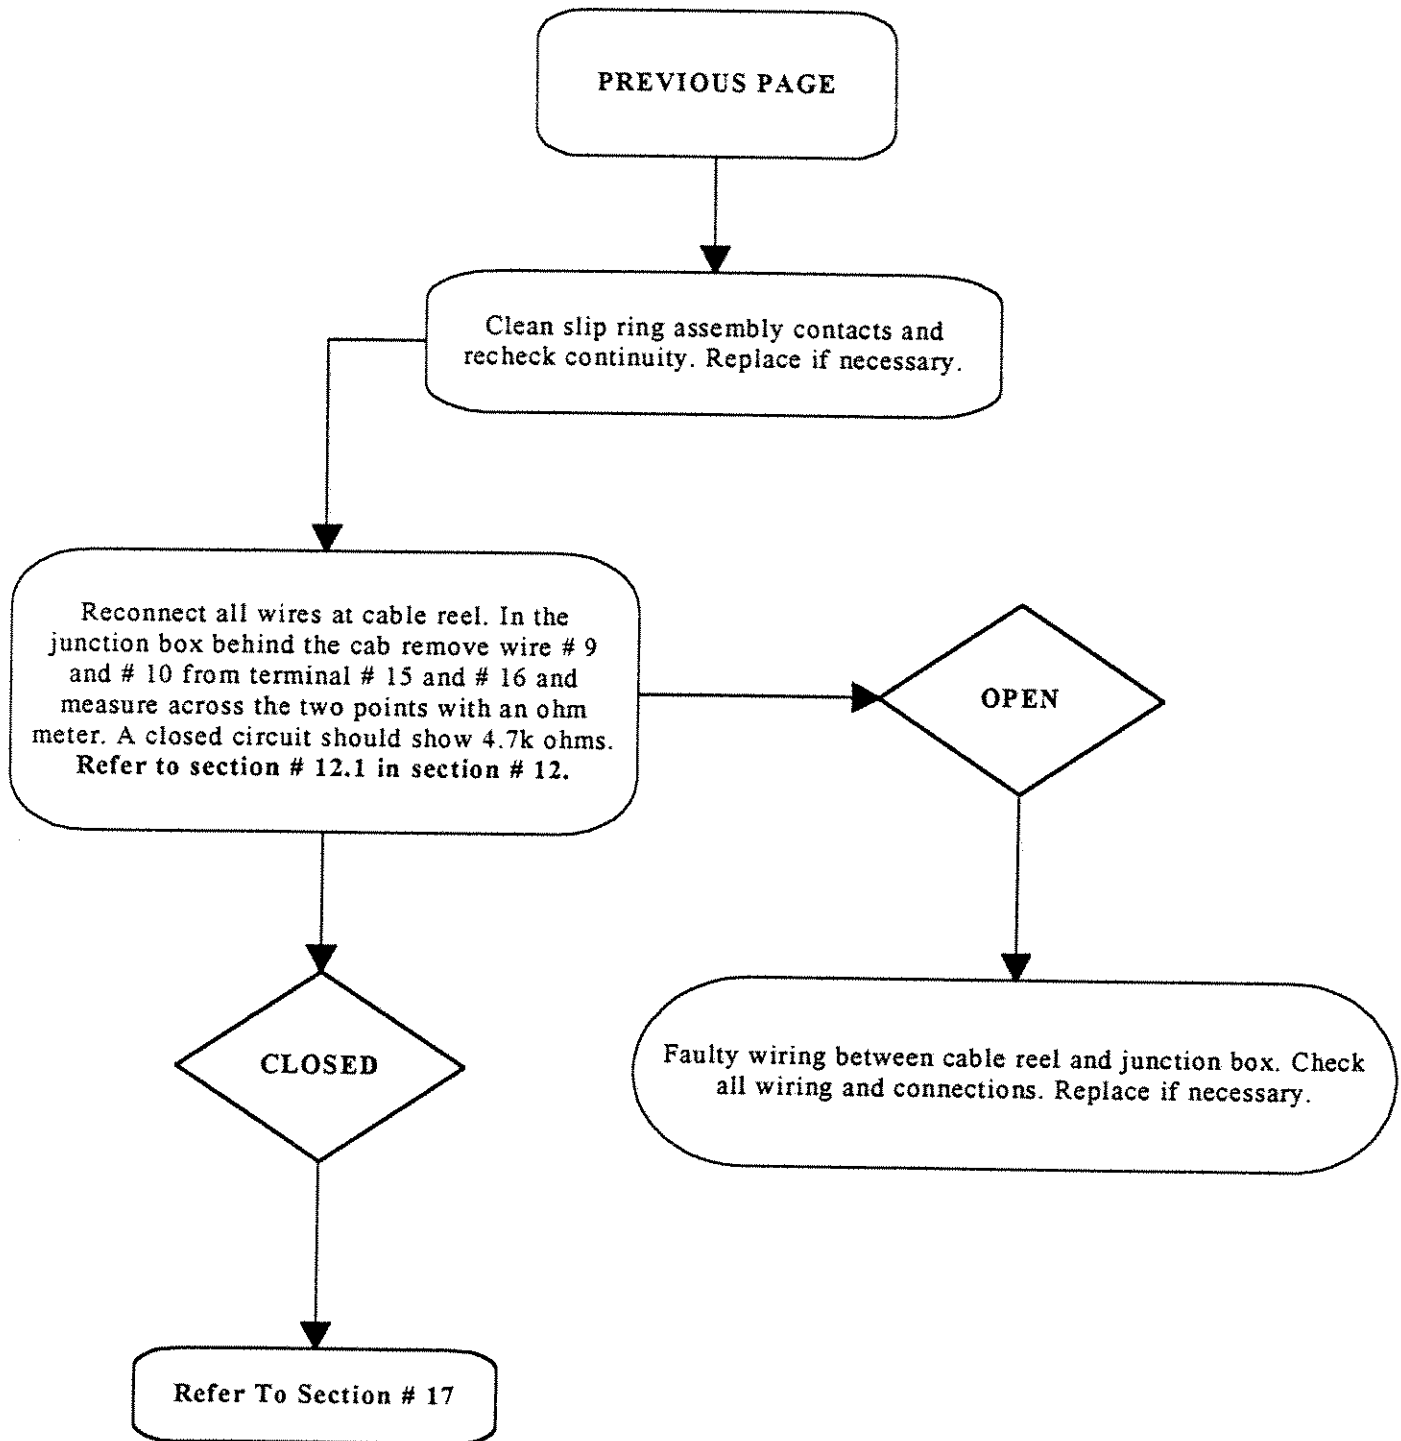 PREVIOUS PAGE
Clean slip ring assembly contacts and
recheck continuity. Replace if necessary.
Reconnect all wires at cable reel. In the
junction box behind the cab remove wire # 9
and # 10 from terminal # 15 and # 16 and
measure across the two points with an ohm
meter. A closed circuit should show 4.7k ohms.
Refer to section # 12.1 in section # 12.
OPEN
CLOSED
Faulty wiring between cable reel and junction box. Check
all wiring and connections. Replace if necessary.
Refer To Section # 17